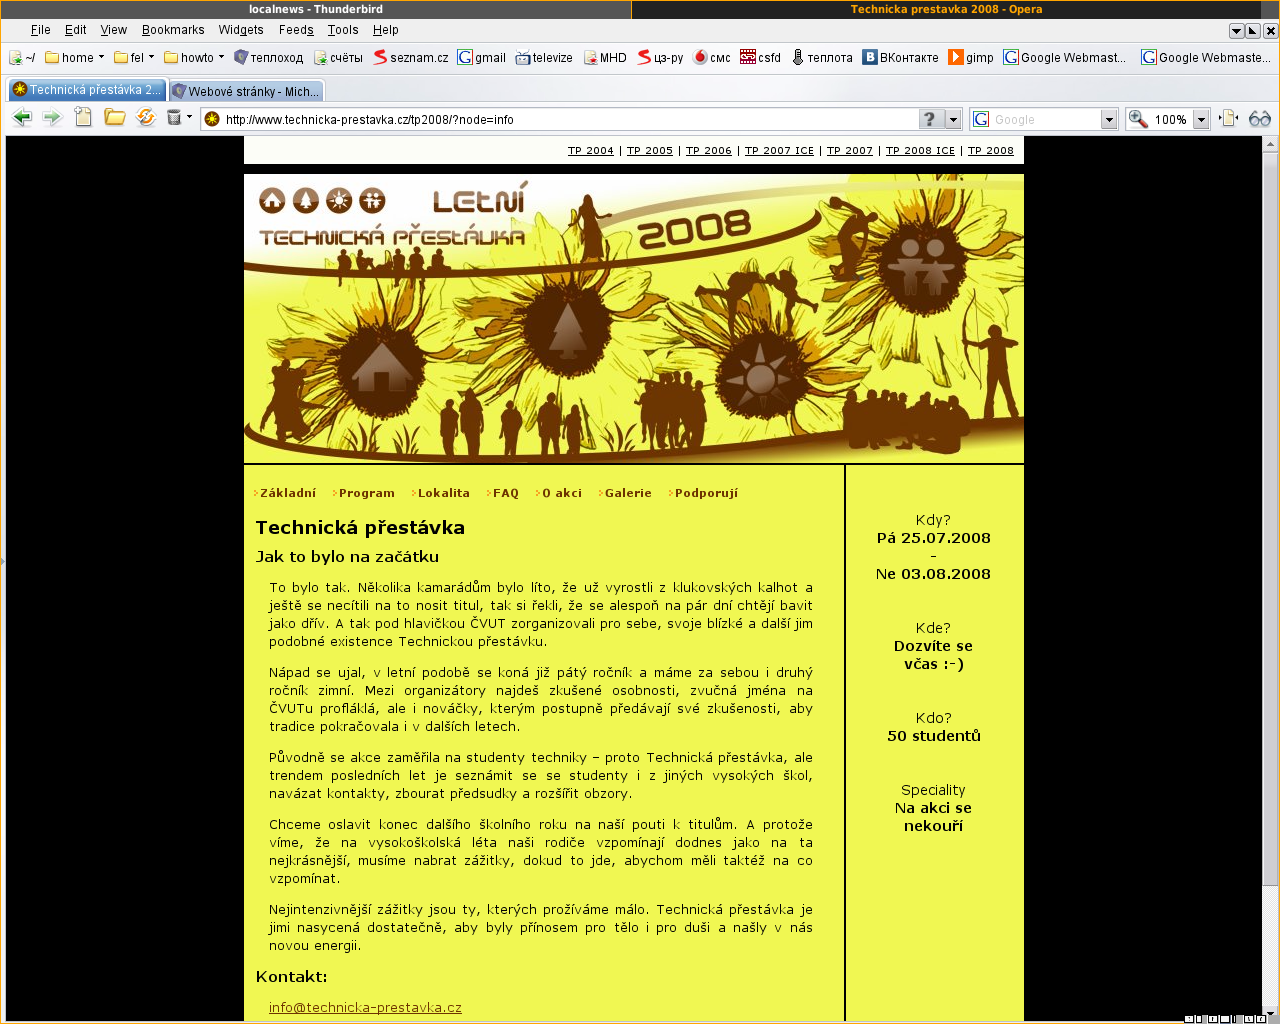 localnews - Thunderbird
Technicka prestavka 2008 - Opera
File Edit View Bookmarks Widgets Feeds Tools Help
~/ home fel howto теплоход счёты seznam.cz gmail televize MHD цэ-ру смс csfd теплота ВКонтакте gimp Google Webmast... Google Webmaste...
Technická přestávka 2... Webové stránky - Mich...
http://www.technicka-prestavka.cz/tp2008/?node=info ? Google 100%
TP 2004 | TP 2005 | TP 2006 | TP 2007 ICE | TP 2007 | TP 2008 ICE | TP 2008
LETNÍ
TECHNICKÁ PŘESTÁVKA 2008
Základní Program Lokalita FAQ O akci Galerie Podporují
Technická přestávka
Jak to bylo na začátku
To bylo tak. Několika kamarádům bylo líto, že už vyrostli z klukovských kalhot a
ještě se necítili na to nosit titul, tak si řekli, že se alespoň na pár dní chtějí bavit
jako dřív. A tak pod hlavičkou ČVUT zorganizovali pro sebe, svoje blízké a další jim
podobné existence Technickou přestávku.
Nápad se ujal, v letní podobě se koná již pátý ročník a máme za sebou i druhý
ročník zimní. Mezi organizátory najdeš zkušené osobnosti, zvučná jména na
ČVUTu profláklá, ale i nováčky, kterým postupně předávají své zkušenosti, aby
tradice pokračovala i v dalších letech.
Původně se akce zaměřila na studenty techniky – proto Technická přestávka, ale
trendem posledních let je seznámit se se studenty i z jiných vysokých škol,
navázat kontakty, zbourat předsudky a rozšířit obzory.
Chceme oslavit konec dalšího školního roku na naší pouti k titulům. A protože
víme, že na vysokoškolská léta naši rodiče vzpomínají dodnes jako na ta
nejkrásnější, musíme nabrat zážitky, dokud to jde, abychom měli taktéž na co
vzpomínat.
Nejintenzivnější zážitky jsou ty, kterých prožíváme málo. Technická přestávka je
jimi nasycená dostatečně, aby byly přínosem pro tělo i pro duši a našly v nás
novou energii.
Kontakt:
info@technicka-prestavka.cz
Kdy?
Pá 25.07.2008
-
Ne 03.08.2008
Kde?
Dozvíte se
včas :-)
Kdo?
50 studentů
Speciality
Na akci se
nekouří